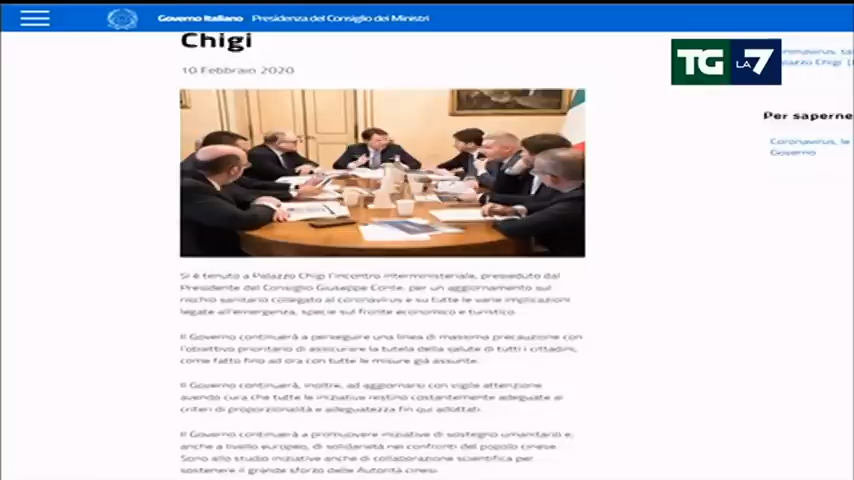 Governo Italiano Presidenza del Consiglio dei Ministri
Chigi
10 Febbraio 2020
TG LA 7
Palazzo Chigi
Per saperne
Coronavirus, le
Governo
Si è tenuto a Palazzo Chigi l'incontro interministeriale, presieduto dal
Presidente del Consiglio Giuseppe Conte, per un aggiornamento sul
rischio sanitario collegato al coronavirus e su tutte le varie implicazioni
legate all'emergenza, specie sul fronte economico e turistico.
Il Governo continuerà a perseguire una linea di massima precauzione con
l'obiettivo prioritario di assicurare la tutela della salute di tutti i cittadini,
come fatto fino ad ora con tutte le misure già assunte.
Il Governo continuerà, inoltre, ad aggiornarsi con vigile attenzione
avendo cura che tutte le iniziative restino costantemente adeguate ai
criteri di proporzionalità e adeguatezza fin qui adottati.
Il Governo continuerà a promuovere iniziative di sostegno umanitario e,
anche a livello europeo, di solidarietà nei confronti del popolo cinese.
Sono allo studio iniziative anche di collaborazione scientifica per
sostenere il grande sforzo delle Autorità cinesi.